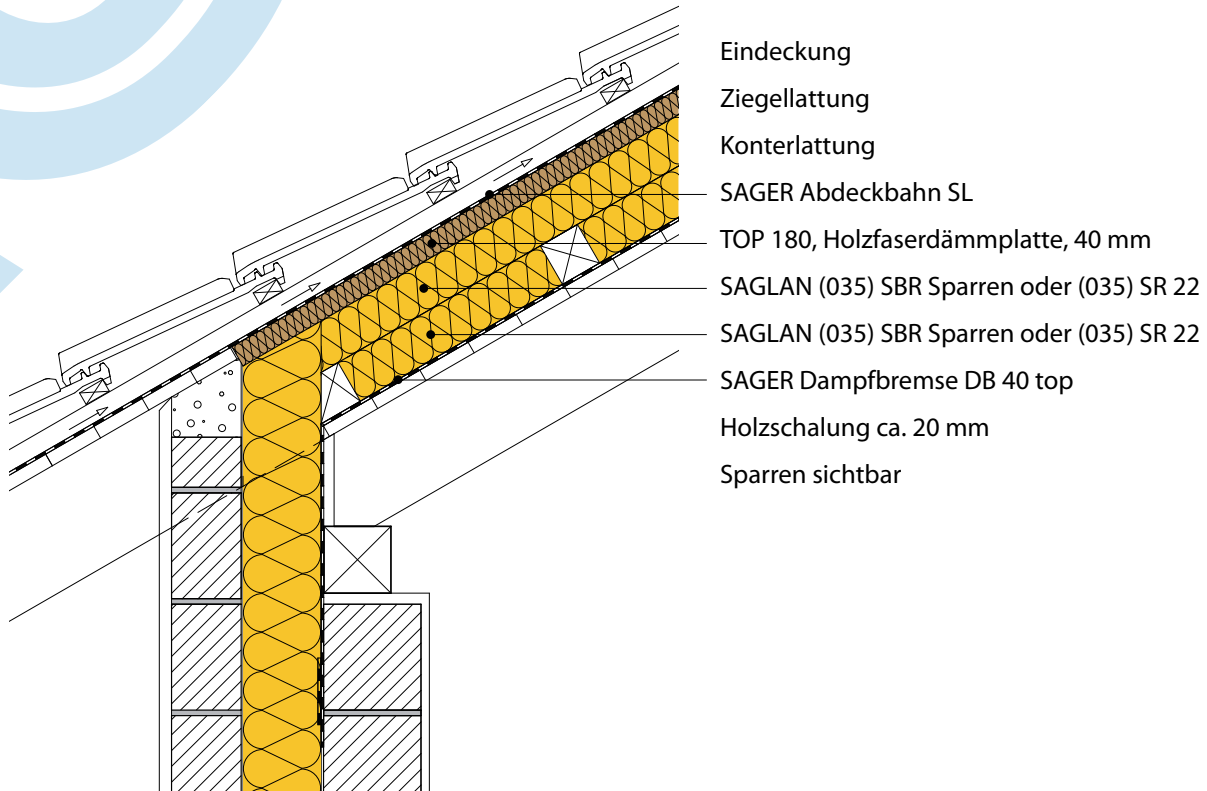 Eindeckung
Ziegellattung
Konterlattung
SAGER Abdeckbahn SL
TOP 180, Holzfaserdämmplatte, 40 mm
SAGLAN (035) SBR Sparren oder (035) SR 22
SAGLAN (035) SBR Sparren oder (035) SR 22
SAGER Dampfbremse DB 40 top
Holzschalung ca. 20 mm
Sparren sichtbar